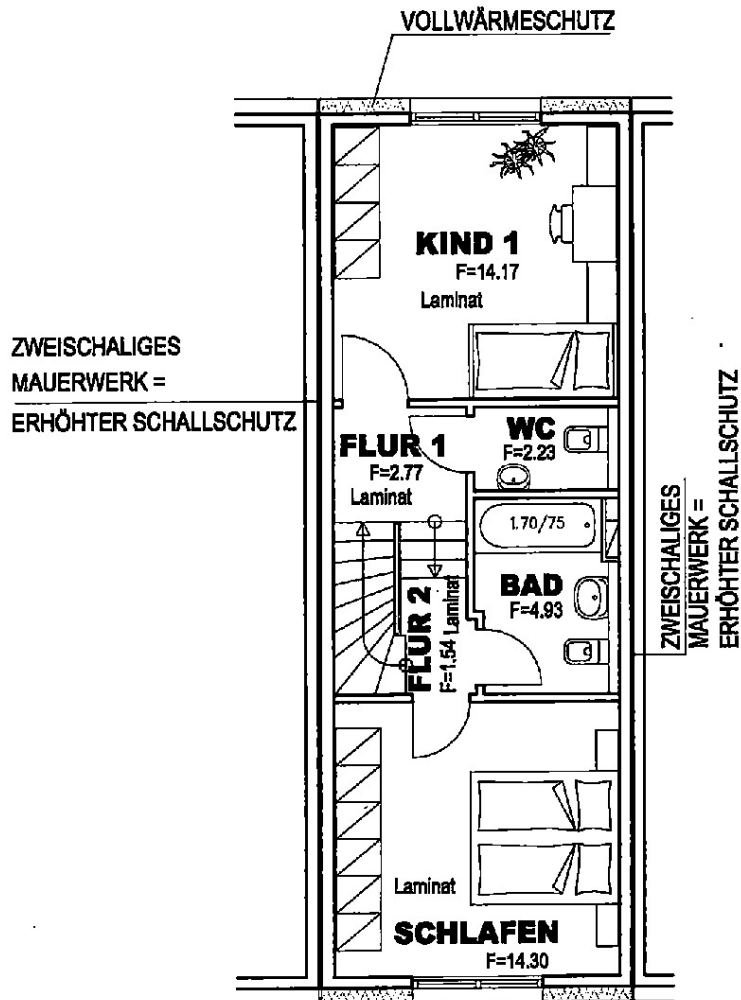 VOLLWÄRMESCHUTZ
KIND 1
F=14.17
Laminat
ZWEISCHALIGES
MAUERWERK =
ERHÖHTER SCHALLSCHUTZ
FLUR 1
F=2.77
Laminat
WC
F=2.23
1.70/75
BAD
F=4.93
FLUR 2
F=1.54 Laminat
ZWEISCHALIGES
MAUERWERK =
ERHÖHTER SCHALLSCHUTZ
Laminat
SCHLAFEN
F=14.30